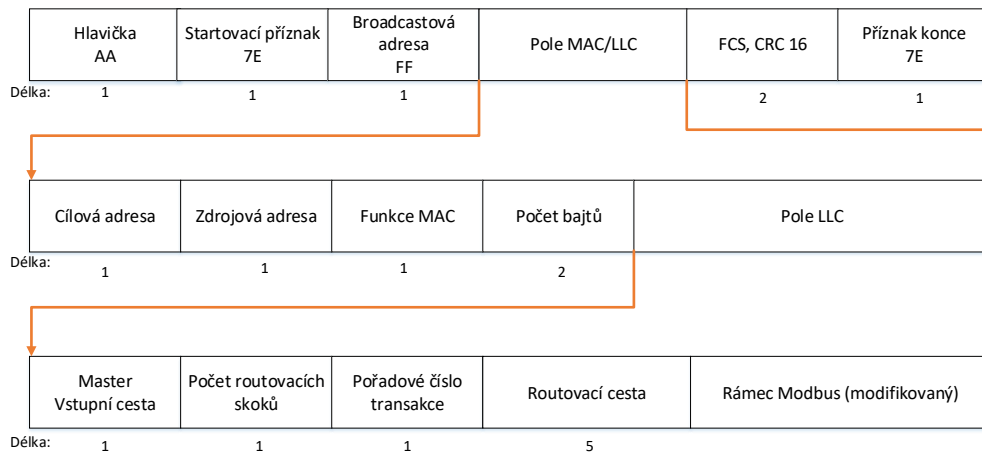 Hlavička
AA
Startovací příznak
7E
Broadcastová
adresa
FF
Pole MAC/LLC
FCS, CRC 16
Příznak konce
7E
Délka:
1
1
1
2
1
Cílová adresa
Zdrojová adresa
Funkce MAC
Počet bajtů
Pole LLC
Délka:
1
1
1
2
Master
Vstupní cesta
Počet routovacích
skoků
Pořadové číslo
transakce
Routovací cesta
Rámec Modbus (modifikovaný)
Délka:
1
1
1
5